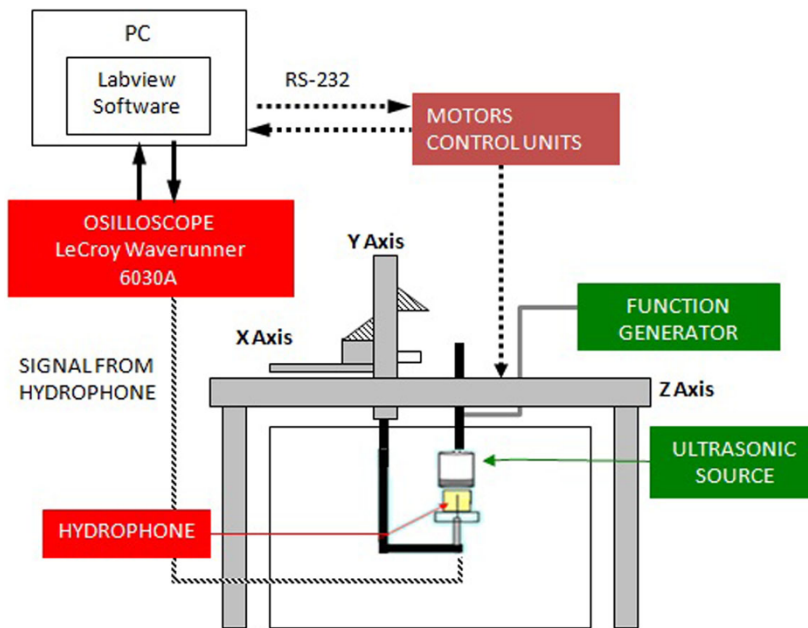 PC
Labview
Software
RS-232
MOTORS
CONTROL UNITS
OSILLOSCOPE
LeCroy Waverunner
6030A
Y Axis
FUNCTION
GENERATOR
X Axis
SIGNAL FROM
HYDROPHONE
Z Axis
ULTRASONIC
SOURCE
HYDROPHONE